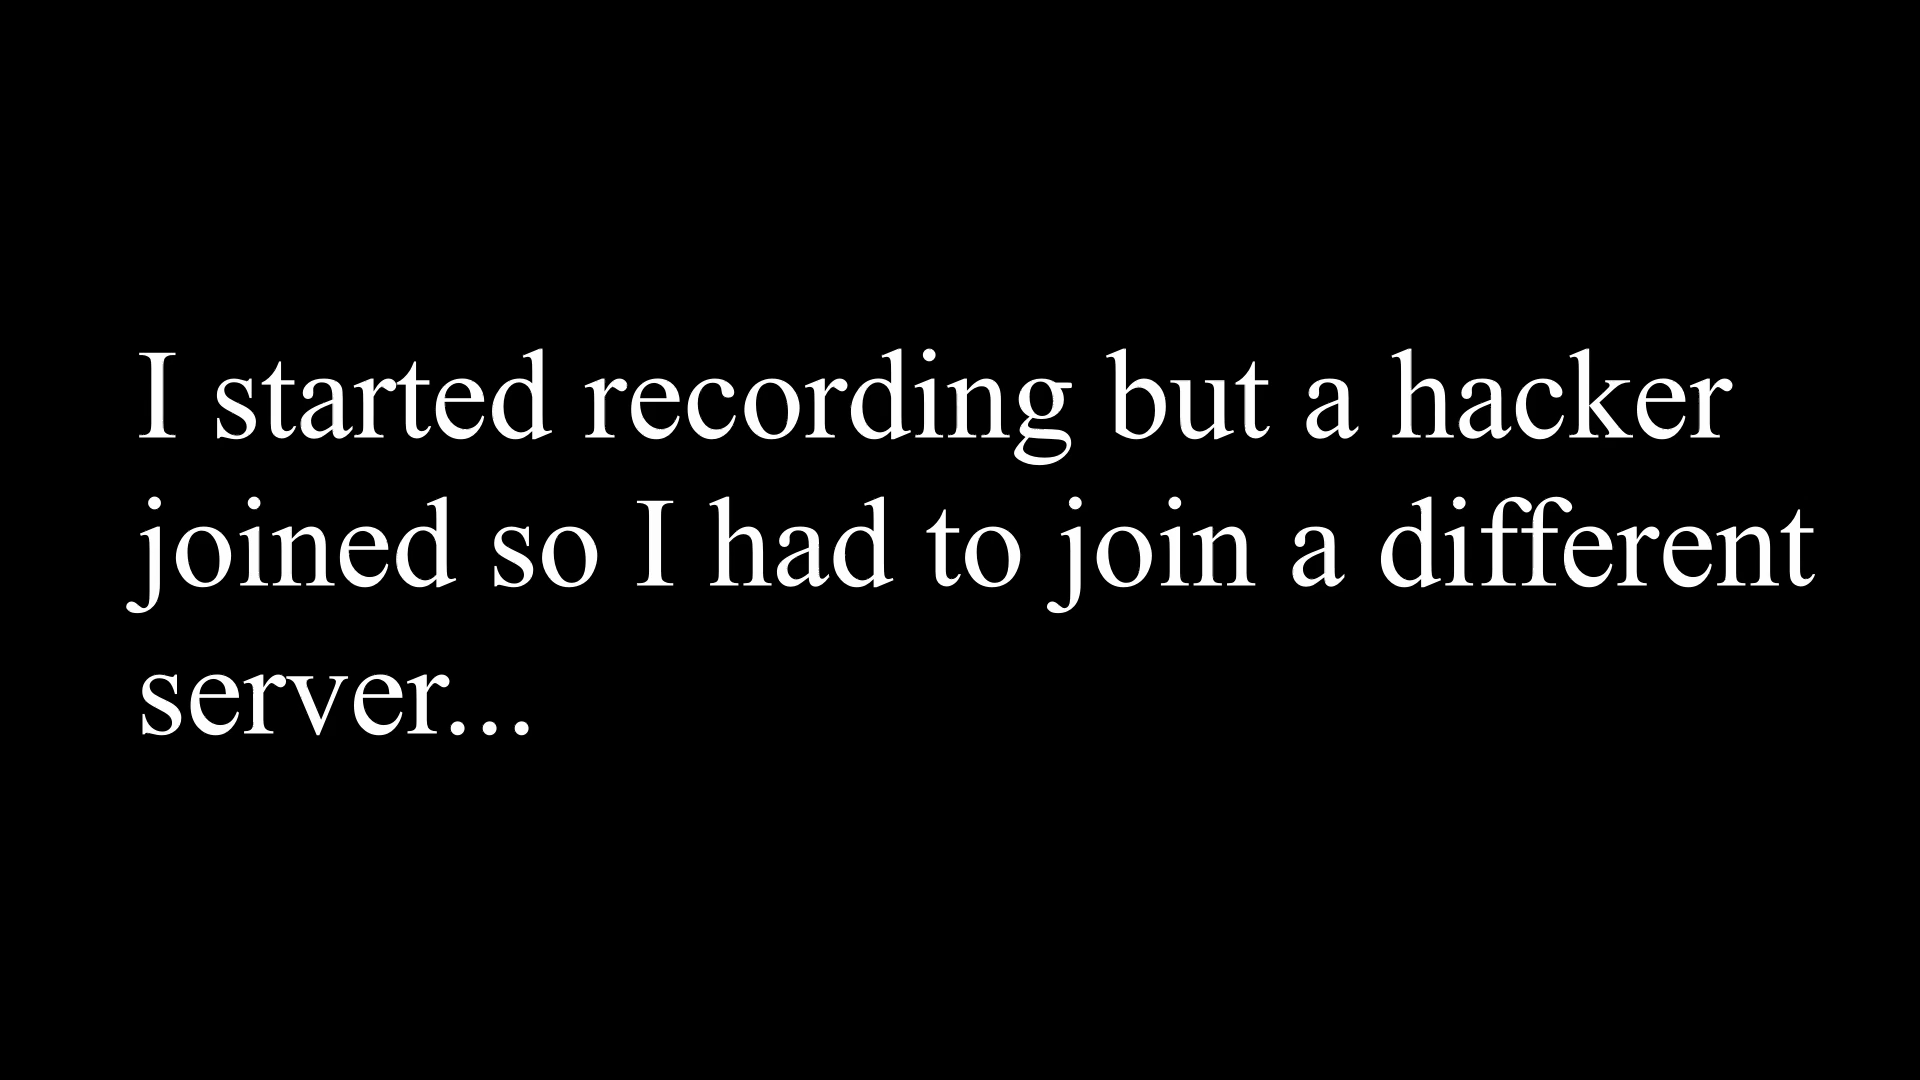 I started recording but a hacker
joined so I had to join a different
server...